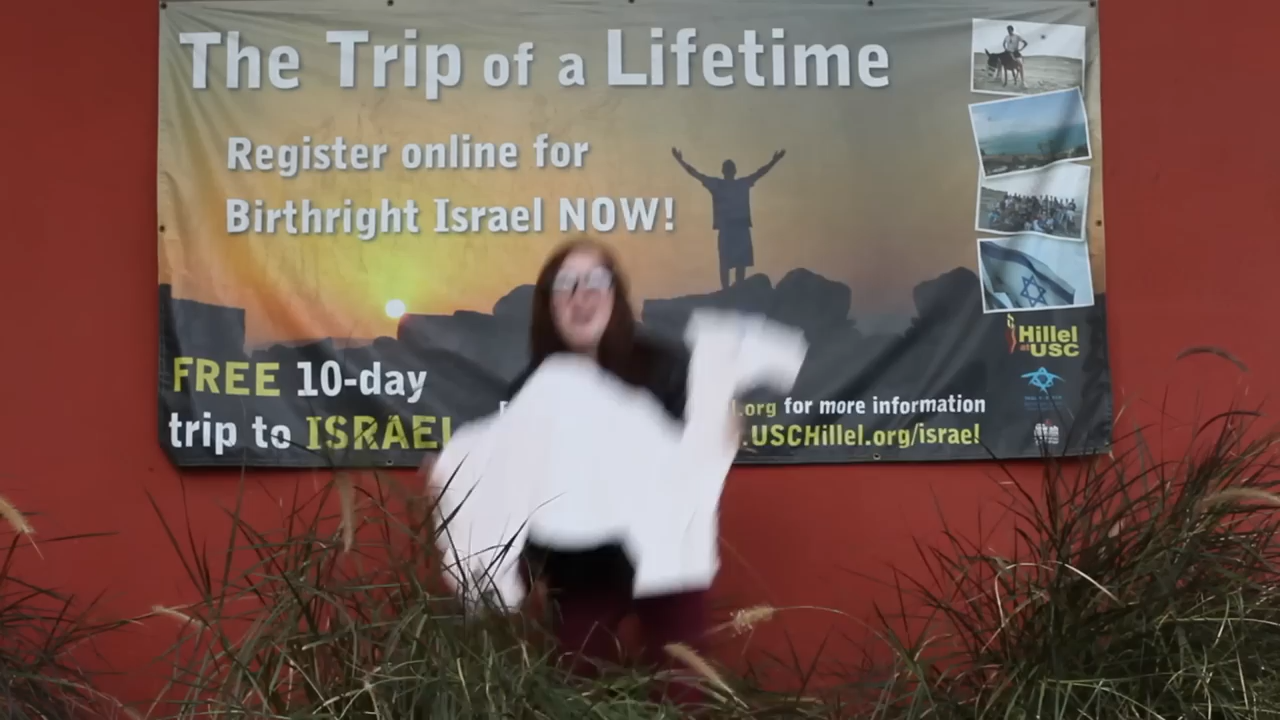 The Trip of a Lifetime
Register online for
Birthright Israel NOW!
FREE 10-day
trip to ISRAEL
.org for more information
.USCHillel.org/israel
Hillel
at USC